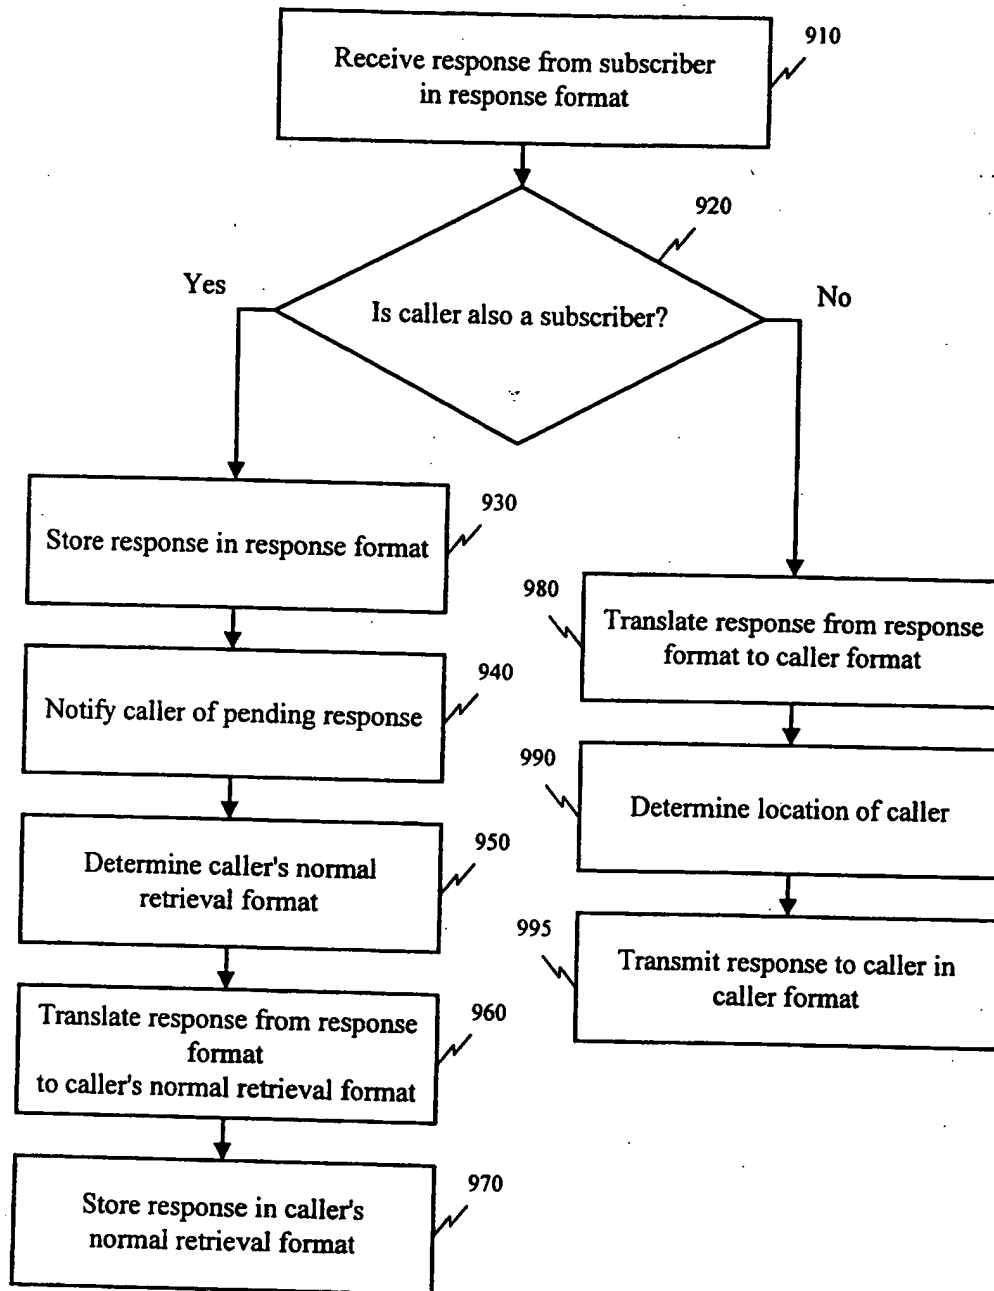 910
Receive response from subscriber
in response format
920
Yes
No
Is caller also a subscriber?
930
Store response in response format
980
Translate response from response
format to caller format
940
Notify caller of pending response
990
Determine location of caller
950
Determine caller's normal
retrieval format
995
Transmit response to caller in
caller format
960
Translate response from response
format
to caller's normal retrieval format
970
Store response in caller's
normal retrieval format